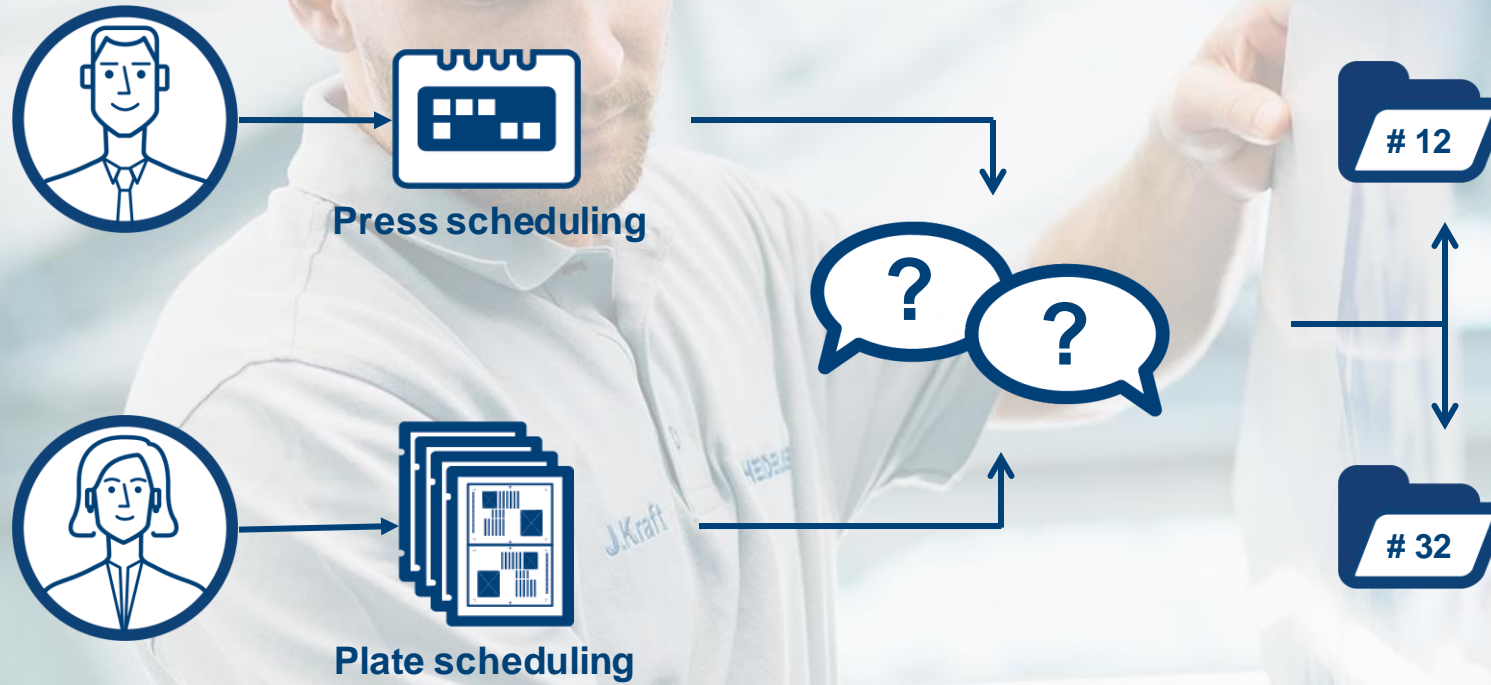 Press scheduling
# 12
?
?
J.Kraft
# 32
Plate scheduling